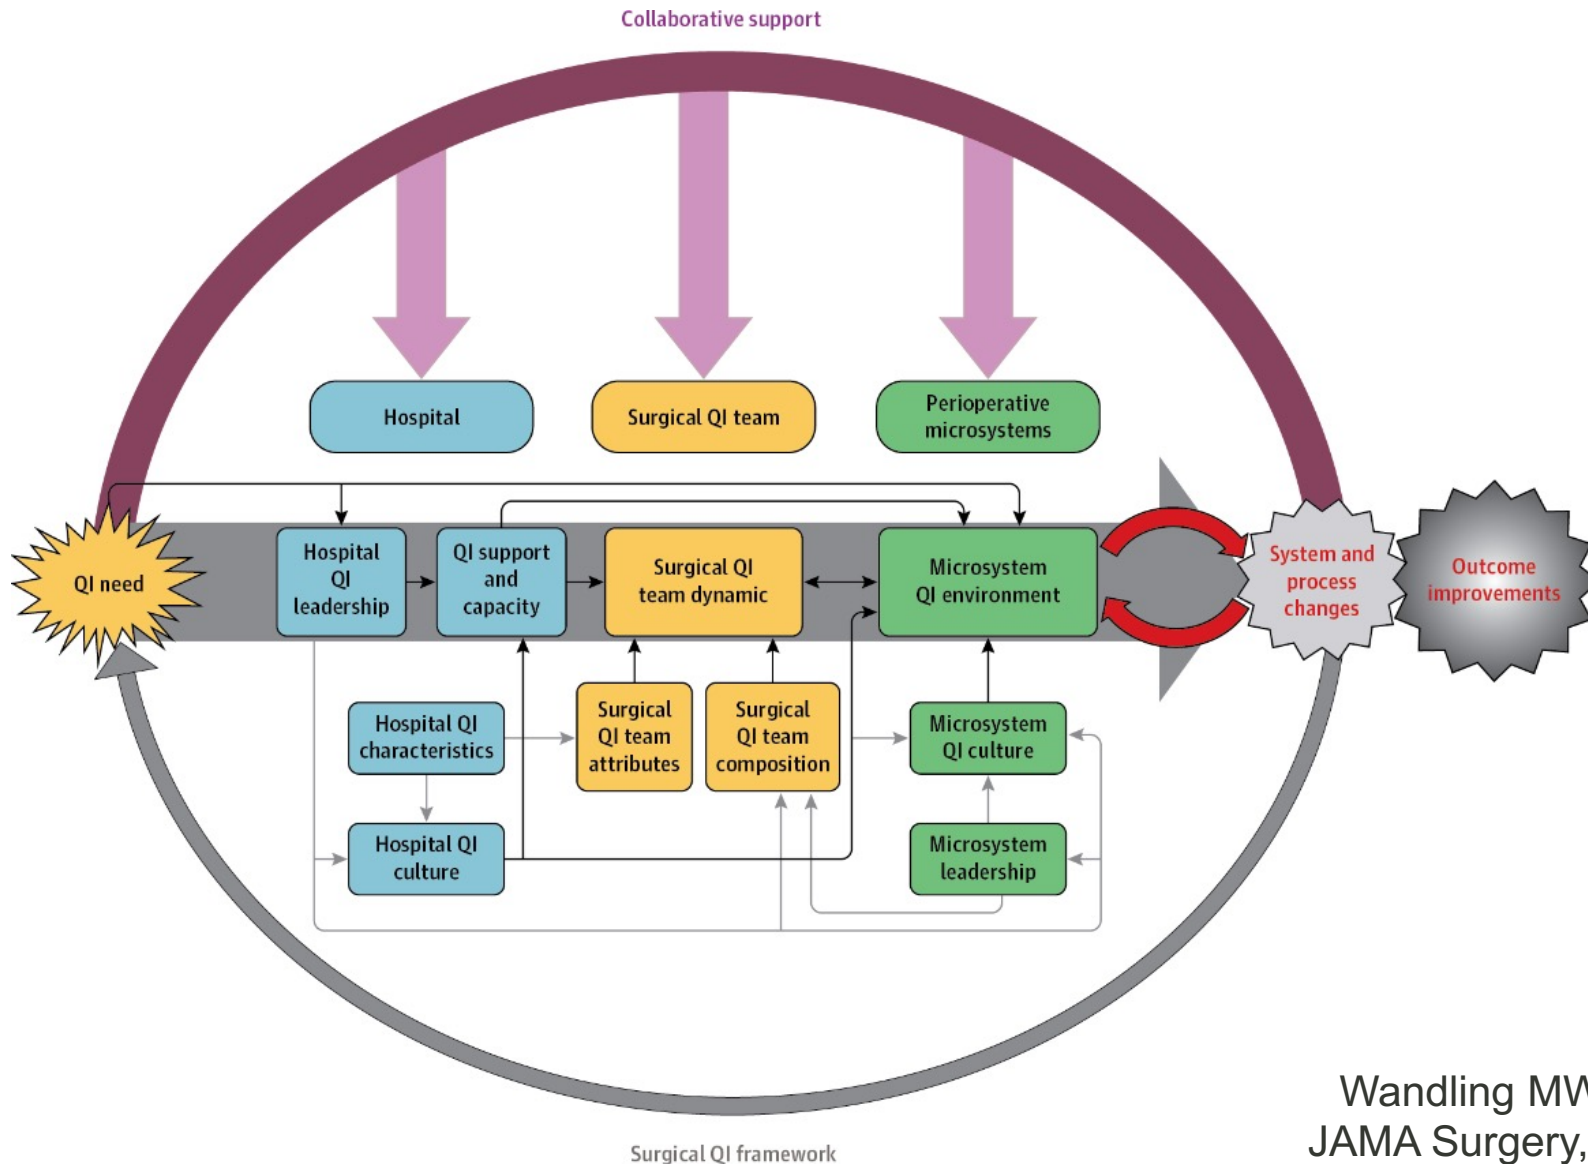 Collaborative support
Hospital
Surgical QI team
Perioperative
microsystems
QI need
Hospital
QI
leadership
QI support
and
capacity
Surgical QI
team dynamic
Microsystem
QI environment
System and
process
changes
Outcome
improvements
Hospital QI
characteristics
Surgical
QI team
attributes
Surgical
QI team
composition
Microsystem
QI culture
Hospital QI
culture
Microsystem
leadership
Surgical QI framework
Wandling MW
JAMA Surgery,